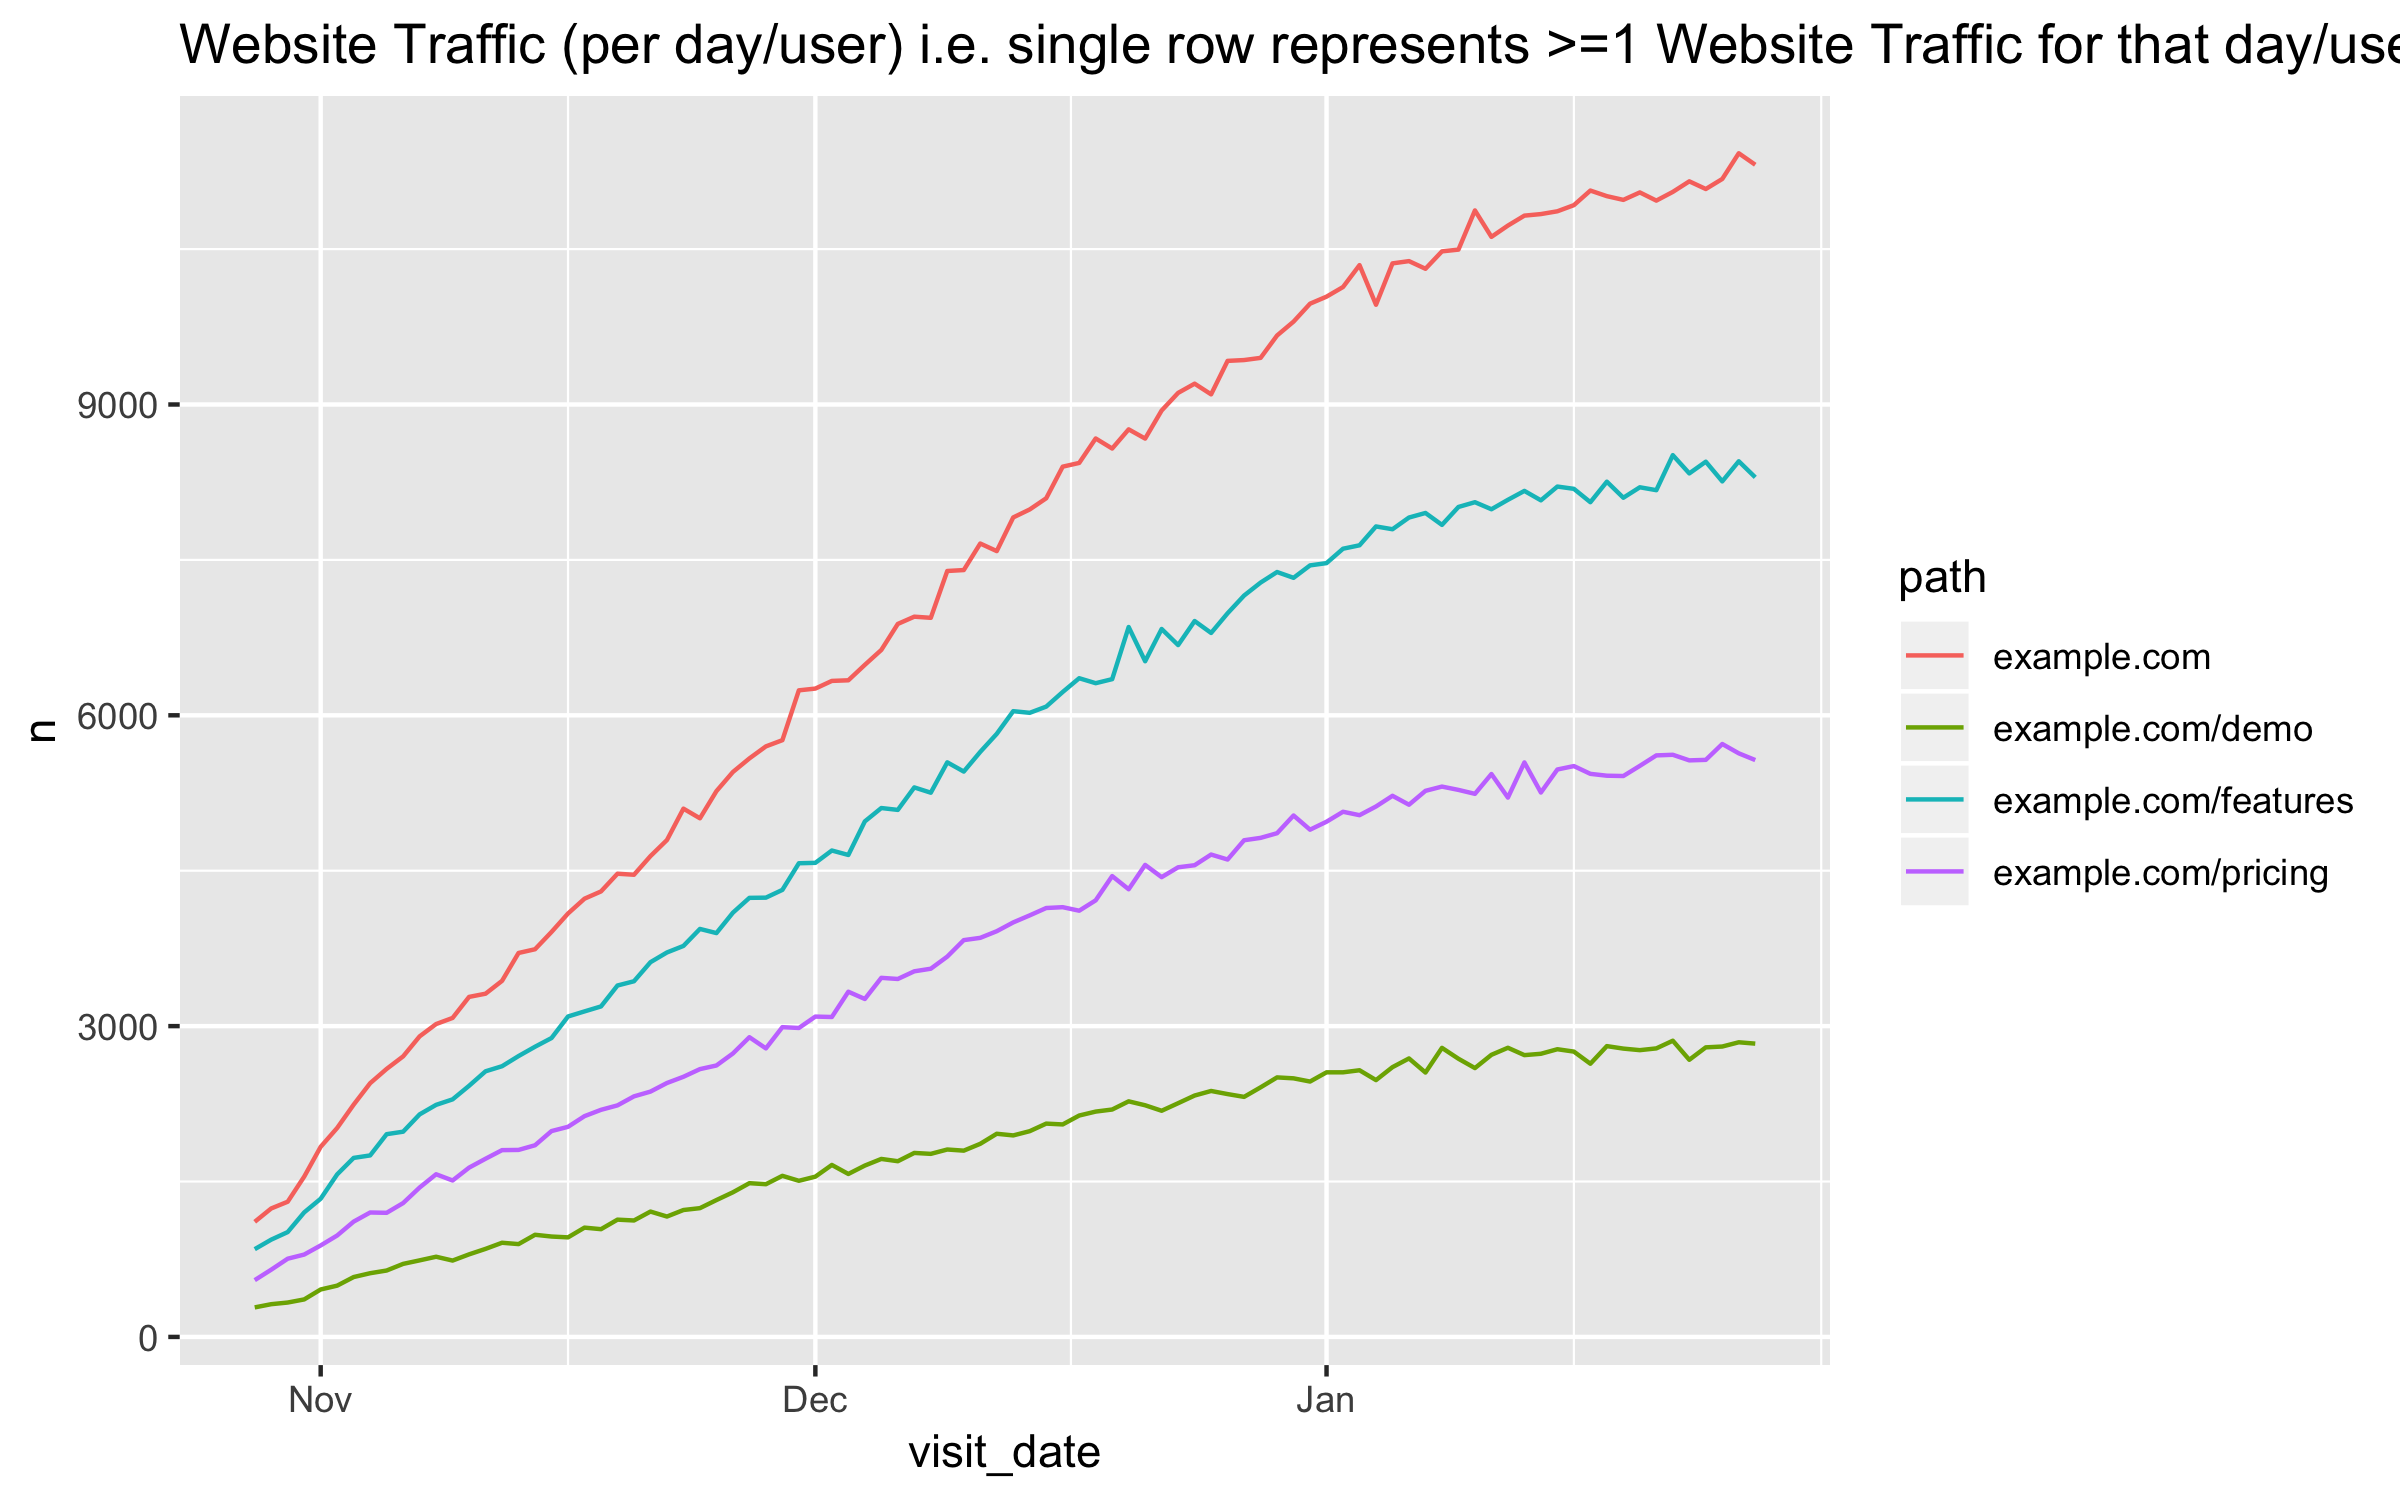 Website Traffic (per day/user) i.e. single row represents >=1 Website Traffic for that day/use
9000
6000
3000
0
n
Nov Dec Jan
visit_date
path
example.com
example.com/demo
example.com/features
example.com/pricing